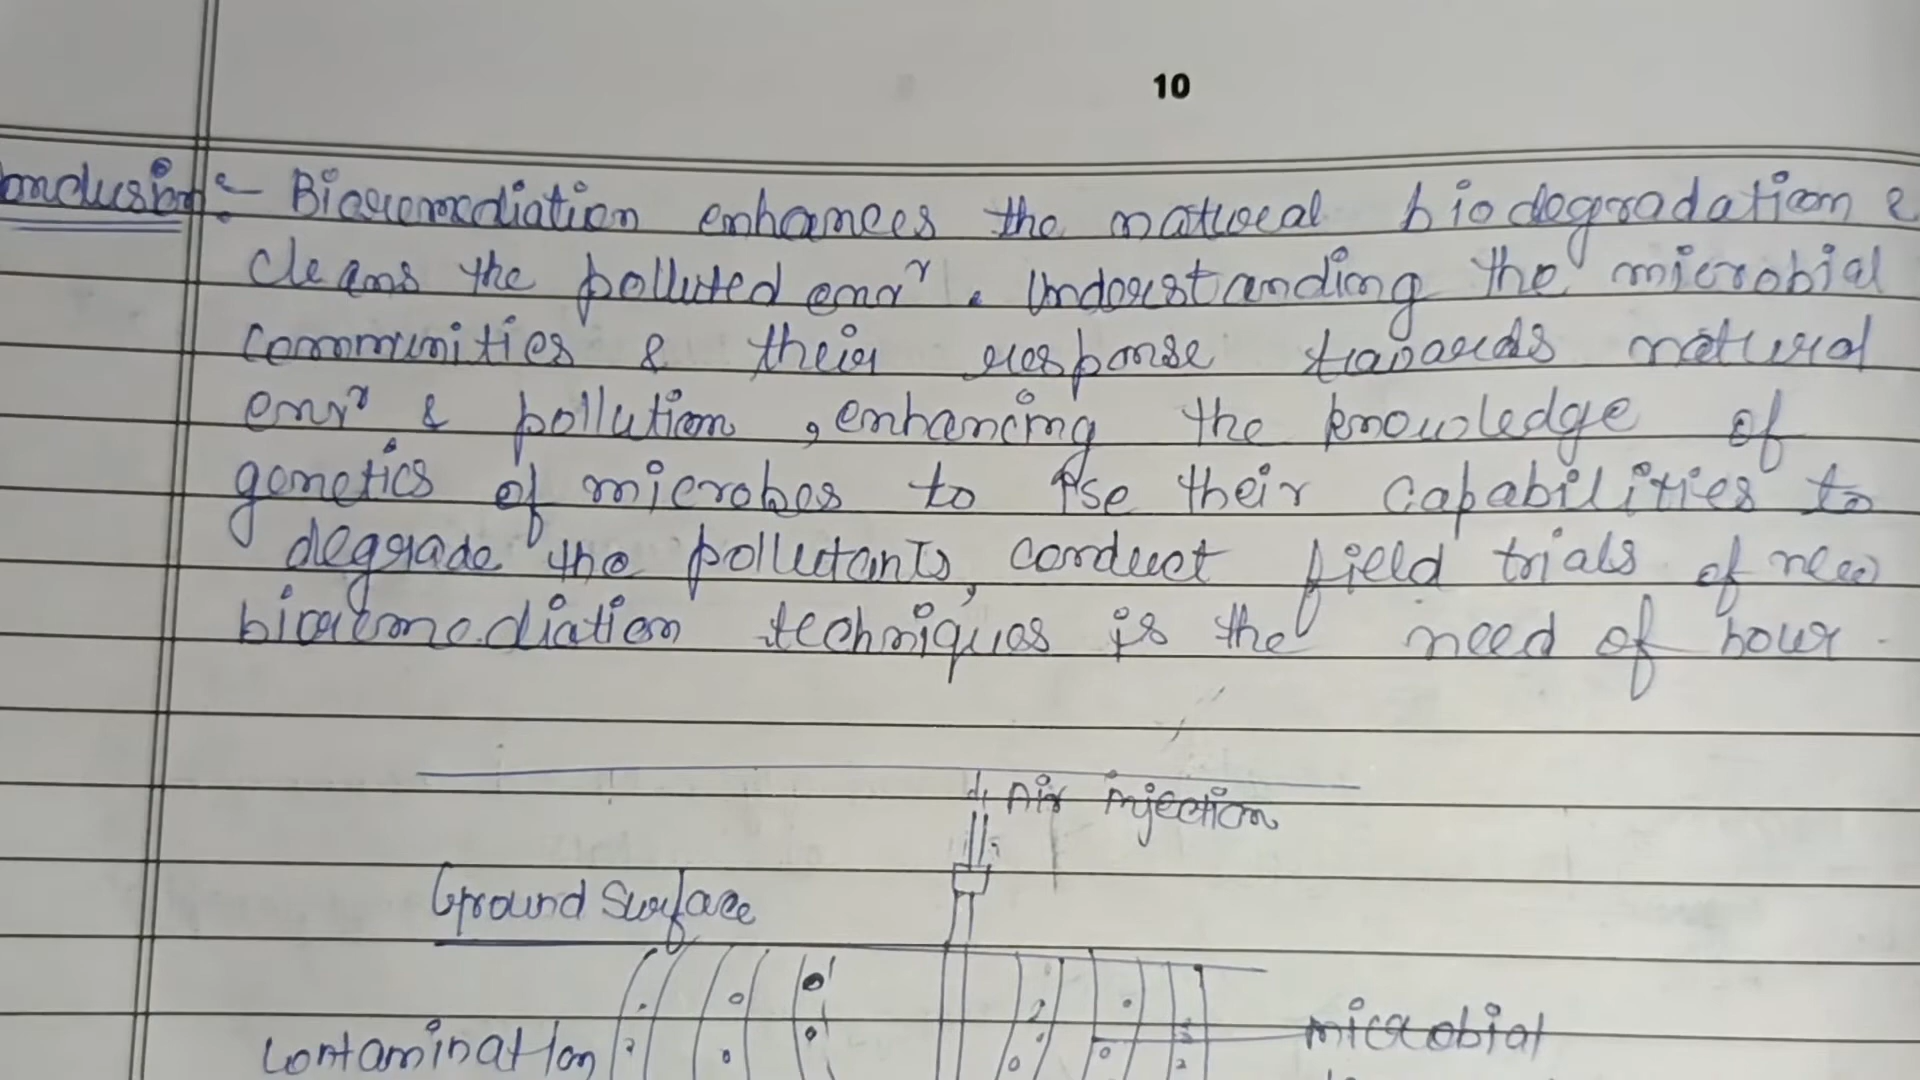 10
onclusion:- Bioremediation enhances the natural biodegradation &
cleans the polluted envr. Understanding the microbial
communities & their response towards natural
envr & pollution, enhancing the knowledge of
genetics of microbes to use their capabilities to
degrade the pollutants, conduct field trials of new
bioremediation techniques is the need of hour.
Air injection
Ground Surface
Contamination
microbial